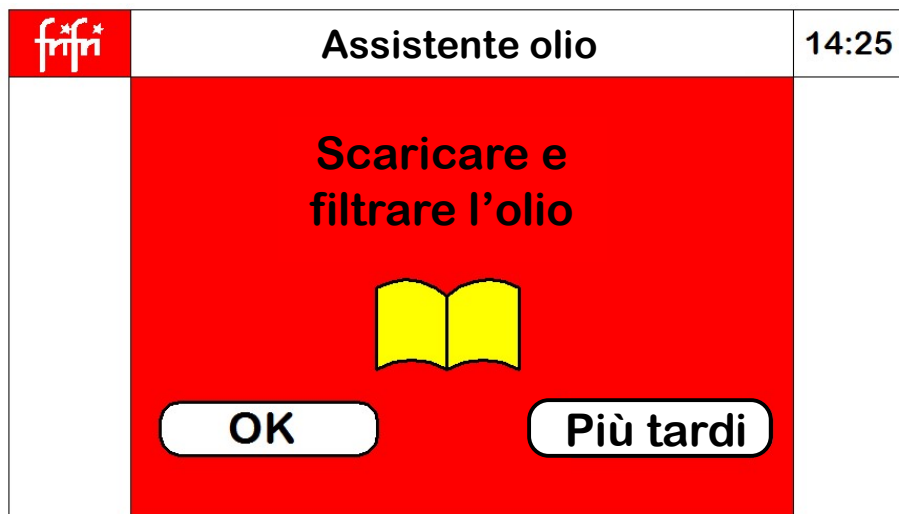 frifri
Assistente olio
14:25
Scaricare e
filtrare l’olio
OK
Più tardi